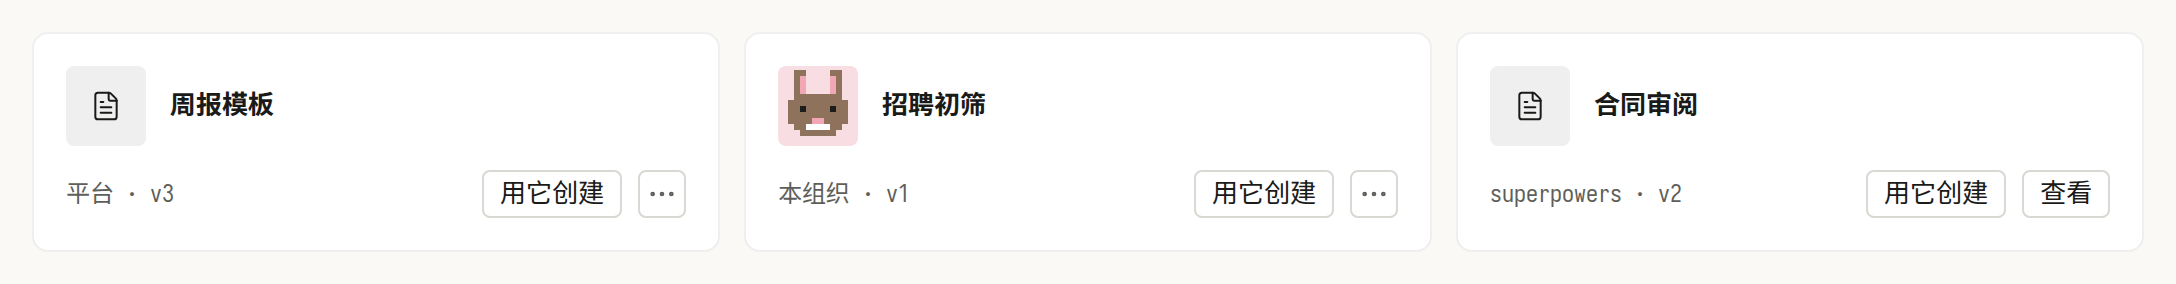 周报模板
平台 · v3
用它创建
···
招聘初筛
本组织 · v1
用它创建
···
合同审阅
superpowers · v2
用它创建
查看